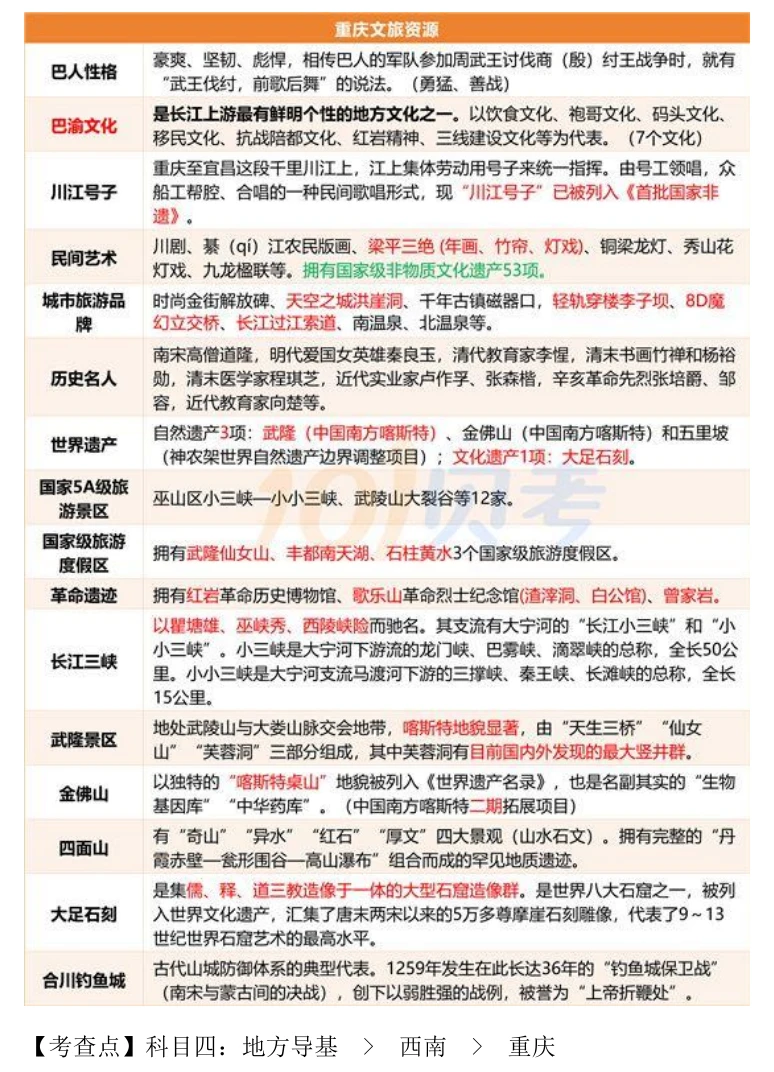 重庆文旅资源
巴人性格
豪爽、坚韧、彪悍，相传巴人的军队参加周武王讨伐商（殷）纣王战争时，就有
“武王伐纣，前歌后舞”的说法。（勇猛、善战）
巴渝文化
是长江上游最有鲜明个性的地方文化之一。以饮食文化、袍哥文化、码头文化、
移民文化、抗战陪都文化、红岩精神、三线建设文化等为代表。（7个文化）
川江号子
重庆至宜昌这段千里川江上，江上集体劳动用号子来统一指挥。由号工领唱，众
船工帮腔、合唱的一种民间歌唱形式，现“川江号子”已被列入《首批国家非
遗》。
民间艺术
川剧、綦（qí）江农民版画、梁平三绝 (年画、竹帘、灯戏)、铜梁龙灯、秀山花
灯戏、九龙楹联等。拥有国家级非物质文化遗产53项。
城市旅游品
牌
时尚金街解放碑、天空之城洪崖洞、千年古镇磁器口，轻轨穿楼李子坝、8D魔
幻立交桥、长江过江索道、南温泉、北温泉等。
历史名人
南宋高僧道隆，明代爱国女英雄秦良玉，清代教育家李惺，清末书画竹禅和杨裕
勋，清末医学家程琪芝，近代实业家卢作孚、张森楷，辛亥革命先烈张培爵、邹
容，近代教育家向楚等。
世界遗产
自然遗产3项：武隆（中国南方喀斯特）、金佛山（中国南方喀斯特）和五里坡
（神农架世界自然遗产边界调整项目）；文化遗产1项：大足石刻。
国家5A级旅
游景区
巫山区小三峡—小小三峡、武陵山大裂谷等12家。
国家级旅游
度假区
拥有武隆仙女山、丰都南天湖、石柱黄水3个国家级旅游度假区。
革命遗迹
拥有红岩革命历史博物馆、歌乐山革命烈士纪念馆(渣滓洞、白公馆)、曾家岩。
长江三峡
以瞿塘雄、巫峡秀、西陵峡险而驰名。其支流有大宁河的“长江小三峡”和“小
小三峡”。小三峡是大宁河下游流的龙门峡、巴雾峡、滴翠峡的总称，全长50公
里。小小三峡是大宁河支流马渡河下游的三撑峡、秦王峡、长滩峡的总称，全长
15公里。
武隆景区
地处武陵山与大娄山脉交会地带，喀斯特地貌显著，由“天生三桥”“仙女
山”“芙蓉洞”三部分组成，其中芙蓉洞有目前国内外发现的最大竖井群。
金佛山
以独特的“喀斯特桌山”地貌被列入《世界遗产名录》，也是名副其实的“生物
基因库”“中华药库”。（中国南方喀斯特二期拓展项目）
四面山
有“奇山”“异水”“红石”“厚文”四大景观（山水石文）。拥有完整的“丹
霞赤壁—瓮形围谷—高山瀑布”组合而成的罕见地质遗迹。
大足石刻
是集儒、释、道三教造像于一体的大型石窟造像群。是世界八大石窟之一，被列
入世界文化遗产，汇集了唐末两宋以来的5万多尊摩崖石刻雕像，代表了9～13
世纪世界石窟艺术的最高水平。
合川钓鱼城
古代山城防御体系的典型代表。1259年发生在此长达36年的“钓鱼城保卫战”
（南宋与蒙古间的决战），创下以弱胜强的战例，被誉为“上帝折鞭处”。
101贝考
【考查点】科目四：地方导基 > 西南 > 重庆